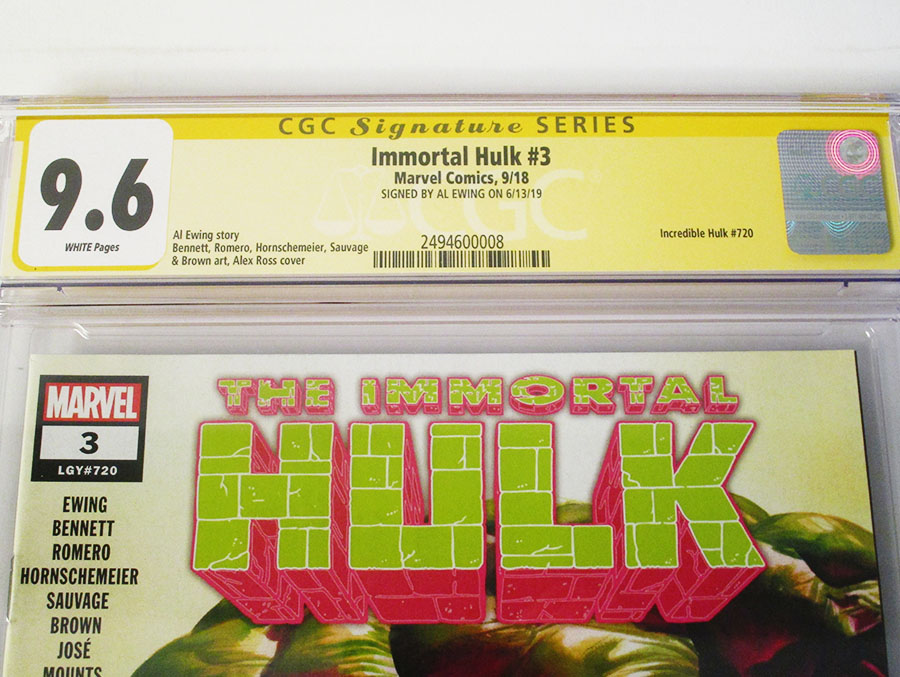 CGC Signature SERIES
Immortal Hulk #3
Marvel Comics, 9/18
SIGNED BY AL EWING ON 6/13/19
9.6
WHITE Pages
Al Ewing story
Bennett, Romero, Hornschemeier, Sauvage
& Brown art, Alex Ross cover
CGC
2494600008
Incredible Hulk #720
MARVEL
3
LGY#720
THE IMMORTAL
HULK
EWING
BENNETT
ROMERO
HORNSCHEMEIER
SAUVAGE
BROWN
JOSÉ
MOUNTS